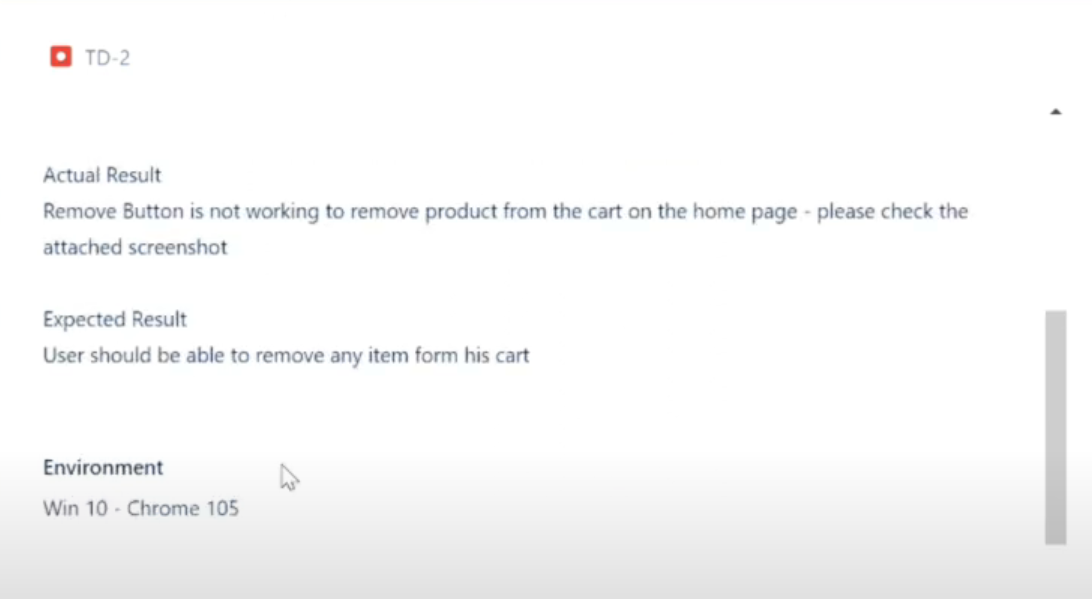 TD-2
Actual Result
Remove Button is not working to remove product from the cart on the home page - please check the
attached screenshot
Expected Result
User should be able to remove any item form his cart
Environment
Win 10 - Chrome 105